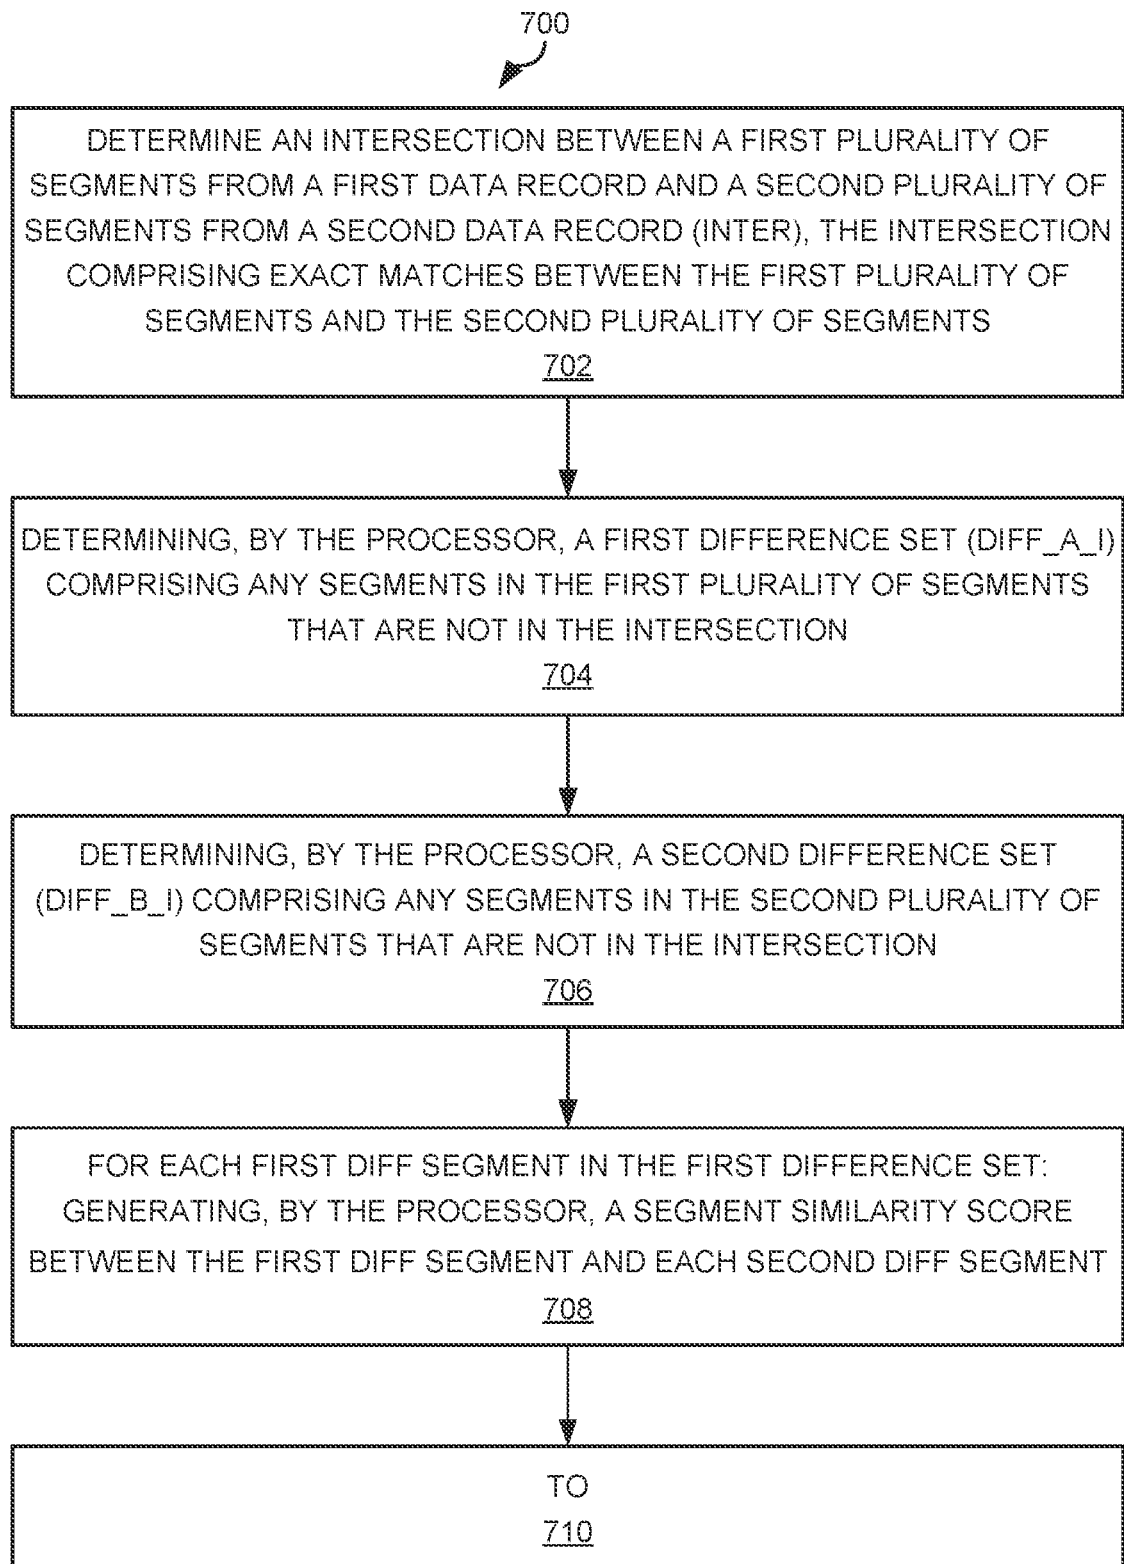 700
DETERMINE AN INTERSECTION BETWEEN A FIRST PLURALITY OF
SEGMENTS FROM A FIRST DATA RECORD AND A SECOND PLURALITY OF
SEGMENTS FROM A SECOND DATA RECORD (INTER), THE INTERSECTION
COMPRISING EXACT MATCHES BETWEEN THE FIRST PLURALITY OF
SEGMENTS AND THE SECOND PLURALITY OF SEGMENTS
702
DETERMINING, BY THE PROCESSOR, A FIRST DIFFERENCE SET (DIFF_A_I)
COMPRISING ANY SEGMENTS IN THE FIRST PLURALITY OF SEGMENTS
THAT ARE NOT IN THE INTERSECTION
704
DETERMINING, BY THE PROCESSOR, A SECOND DIFFERENCE SET
(DIFF_B_I) COMPRISING ANY SEGMENTS IN THE SECOND PLURALITY OF
SEGMENTS THAT ARE NOT IN THE INTERSECTION
706
FOR EACH FIRST DIFF SEGMENT IN THE FIRST DIFFERENCE SET:
GENERATING, BY THE PROCESSOR, A SEGMENT SIMILARITY SCORE
BETWEEN THE FIRST DIFF SEGMENT AND EACH SECOND DIFF SEGMENT
708
TO
710